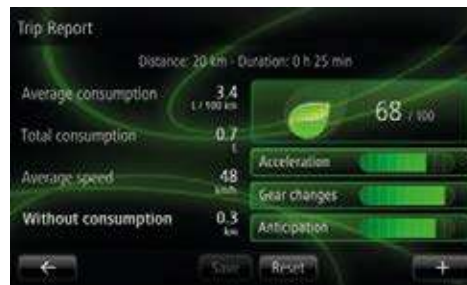 Trip Report
Distance: 20 km - Duration: 0 h 25 min
Average consumption 3.4 L / 100 km
68 / 100
Total consumption 0.7 L
Acceleration
Average speed 48 km/h
Gear changes
Without consumption 0.3 km
Anticipation
Save Reset +